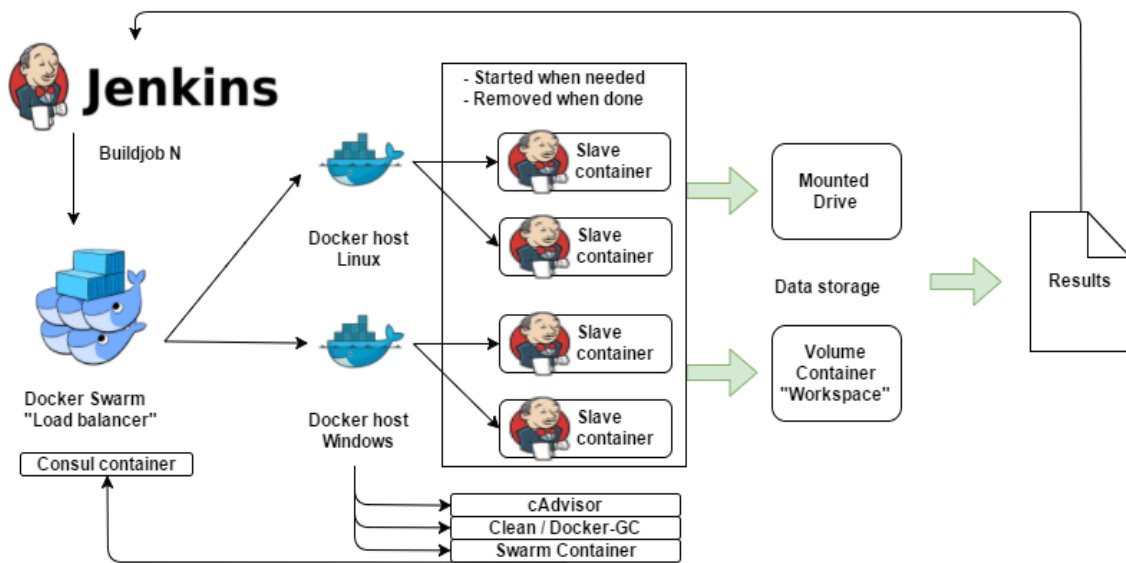 Jenkins
Buildjob N
Docker Swarm
"Load balancer"
Consul container
Docker host
Linux
Docker host
Windows
- Started when needed
- Removed when done
Slave
container
Slave
container
Slave
container
Slave
container
cAdvisor
Clean / Docker-GC
Swarm Container
Mounted
Drive
Data storage
Volume
Container
"Workspace"
Results